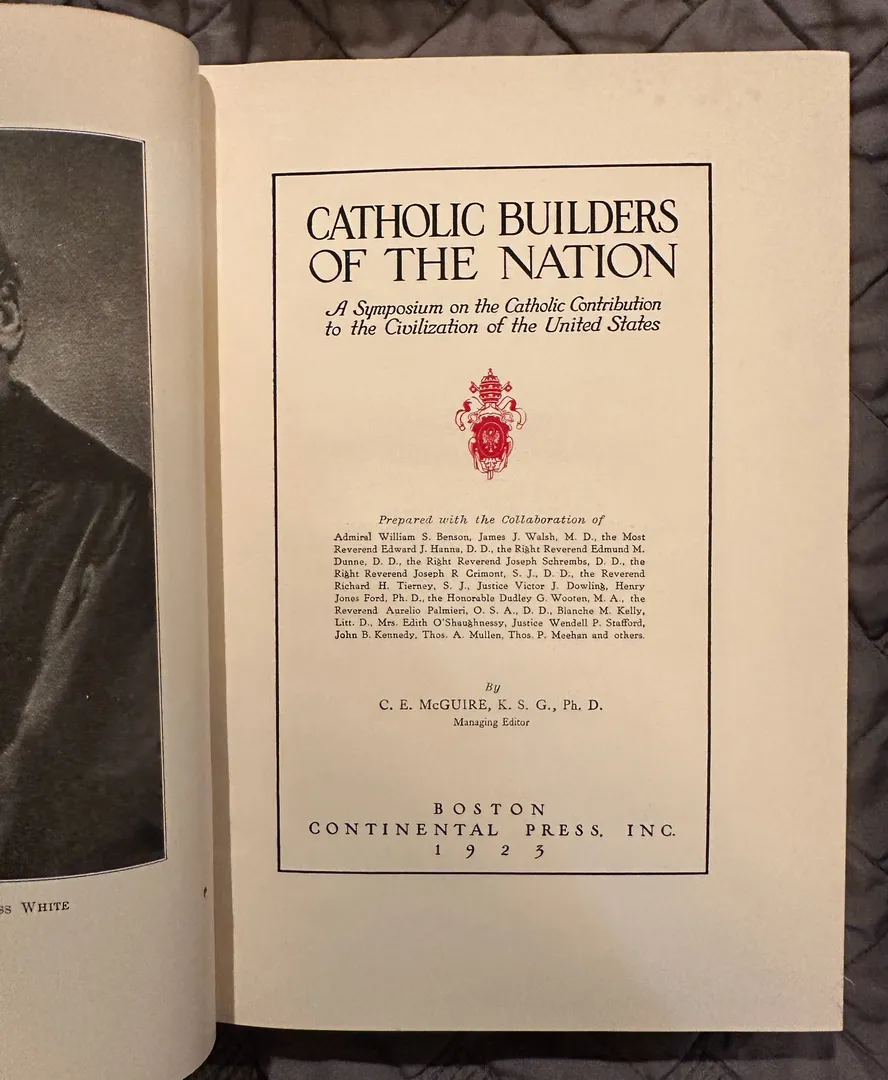 CATHOLIC BUILDERS
OF THE NATION
A Symposium on the Catholic Contribution
to the Civilization of the United States
Prepared with the Collaboration of
Admiral William S. Benson, James J. Walsh, M. D., the Most
Reverend Edward J. Hanna, D. D., the Right Reverend Edmund M.
Dunne, D. D., the Right Reverend Joseph Schrembs, D. D., the
Right Reverend Joseph R Crimont, S. J., D. D., the Reverend
Richard H. Tierney, S. J., Justice Victor J. Dowling, Henry
Jones Ford, Ph. D., the Honorable Dudley G. Wooten, M. A., the
Reverend Aurelio Palmieri, O. S. A., D. D., Blanche M. Kelly,
Litt. D., Mrs. Edith O'Shaughnessy, Justice Wendell P. Stafford,
John B. Kennedy, Thos. A. Mullen, Thos. P. Meehan and others.
By
C. E. McGUIRE, K. S. G., Ph. D.
Managing Editor
BOSTON
CONTINENTAL PRESS, INC.
1923
WHITE